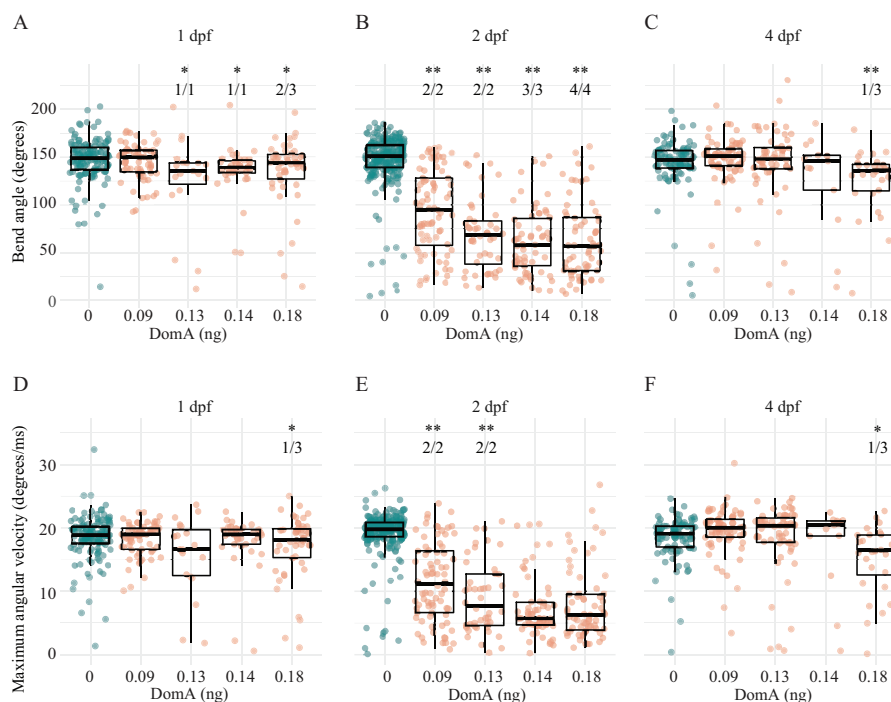 A
1 dpf
* * *
1/1 1/1 2/3
Bend angle (degrees)
200
150
100
50
0
0 0.09 0.13 0.14 0.18
DomA (ng)
B
2 dpf
** ** ** **
2/2 2/2 3/3 4/4
0 0.09 0.13 0.14 0.18
DomA (ng)
C
4 dpf
**
1/3
0 0.09 0.13 0.14 0.18
DomA (ng)
D
1 dpf
*
1/3
Maximum angular velocity (degrees/ms)
30
20
10
0
0 0.09 0.13 0.14 0.18
DomA (ng)
E
2 dpf
** **
2/2 2/2
0 0.09 0.13 0.14 0.18
DomA (ng)
F
4 dpf
*
1/3
0 0.09 0.13 0.14 0.18
DomA (ng)